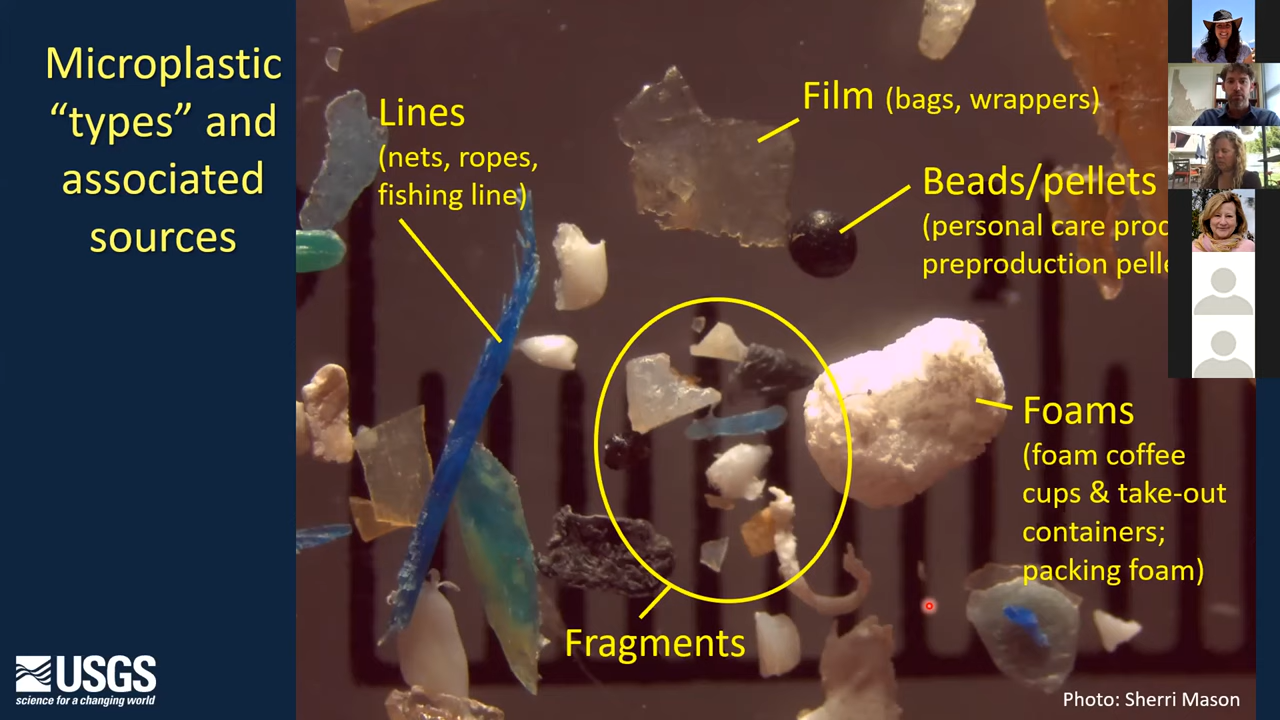 Microplastic
“types” and
associated
sources
Lines
(nets, ropes,
fishing line)
Film (bags, wrappers)
Beads/pellets
(personal care
preproduction
Foams
(foam coffee
cups & take-out
containers;
packing foam)
Fragments
USGS
science for a changing world
Photo: Sherri Mason